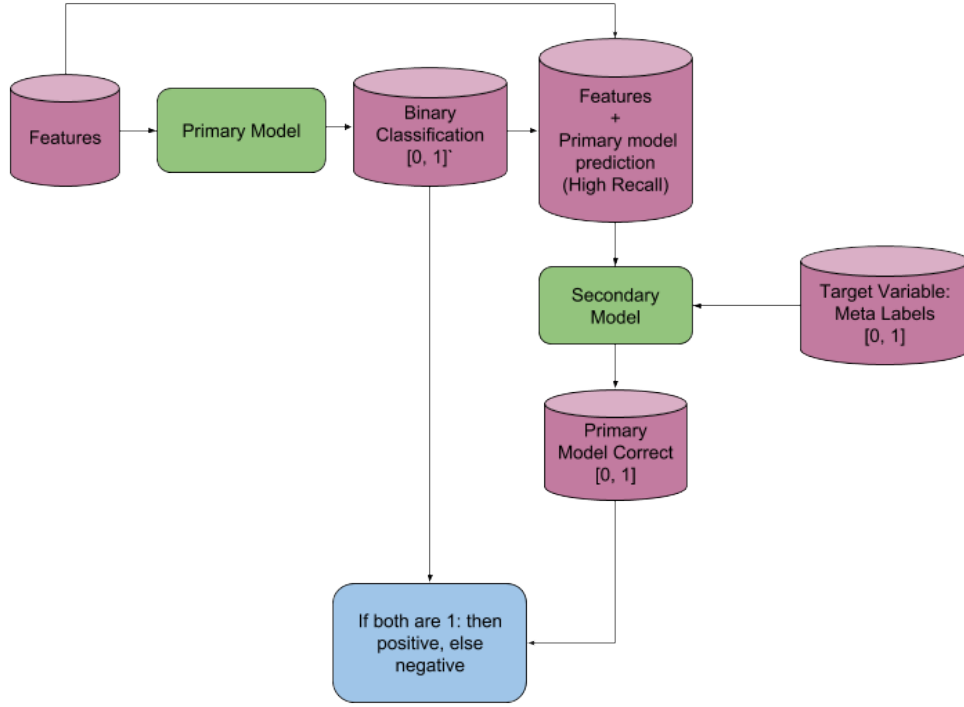 Features
Primary Model
Binary
Classification
[0, 1]`
Features
+
Primary model
prediction
(High Recall)
Secondary
Model
Target Variable:
Meta Labels
[0, 1]
Primary
Model Correct
[0, 1]
If both are 1: then
positive, else
negative